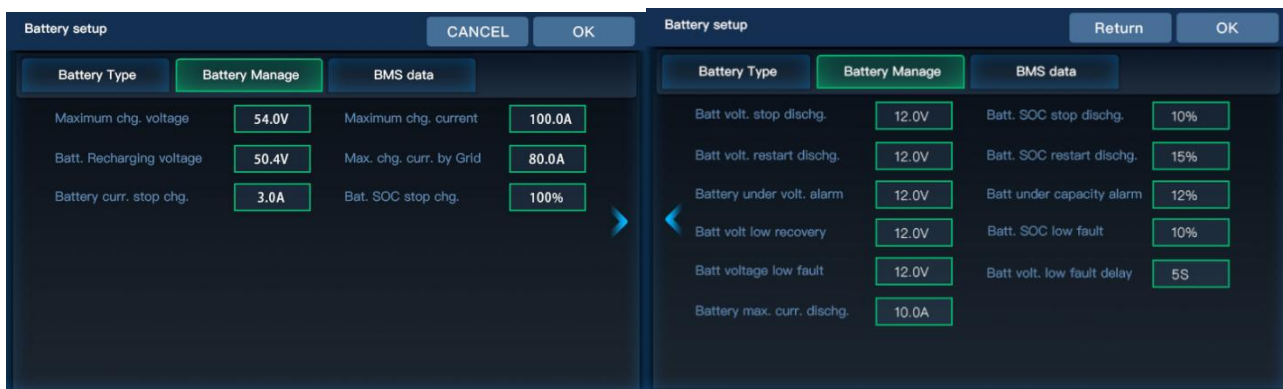 Battery setup CANCEL OK
Battery Type Battery Manage BMS data
Maximum chg. voltage 54.0V Maximum chg. current 100.0A
Batt. Recharging voltage 50.4V Max. chg. curr. by Grid 80.0A
Battery curr. stop chg. 3.0A Bat. SOC stop chg. 100%
Battery setup Return OK
Battery Type Battery Manage BMS data
Batt volt. stop dischg. 12.0V Batt. SOC stop dischg. 10%
Batt volt. restart dischg. 12.0V Batt. SOC restart dischg. 15%
Battery under volt. alarm 12.0V Batt under capacity alarm 12%
Batt volt low recovery 12.0V Batt. SOC low fault 10%
Batt voltage low fault 12.0V Batt volt. low fault delay 5S
Battery max. curr. dischg. 10.0A